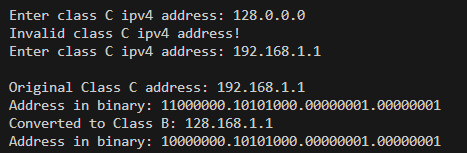 Enter class C ipv4 address: 128.0.0.0
Invalid class C ipv4 address!
Enter class C ipv4 address: 192.168.1.1
Original Class C address: 192.168.1.1
Address in binary: 11000000.10101000.00000001.00000001
Converted to Class B: 128.168.1.1
Address in binary: 10000000.10101000.00000001.00000001